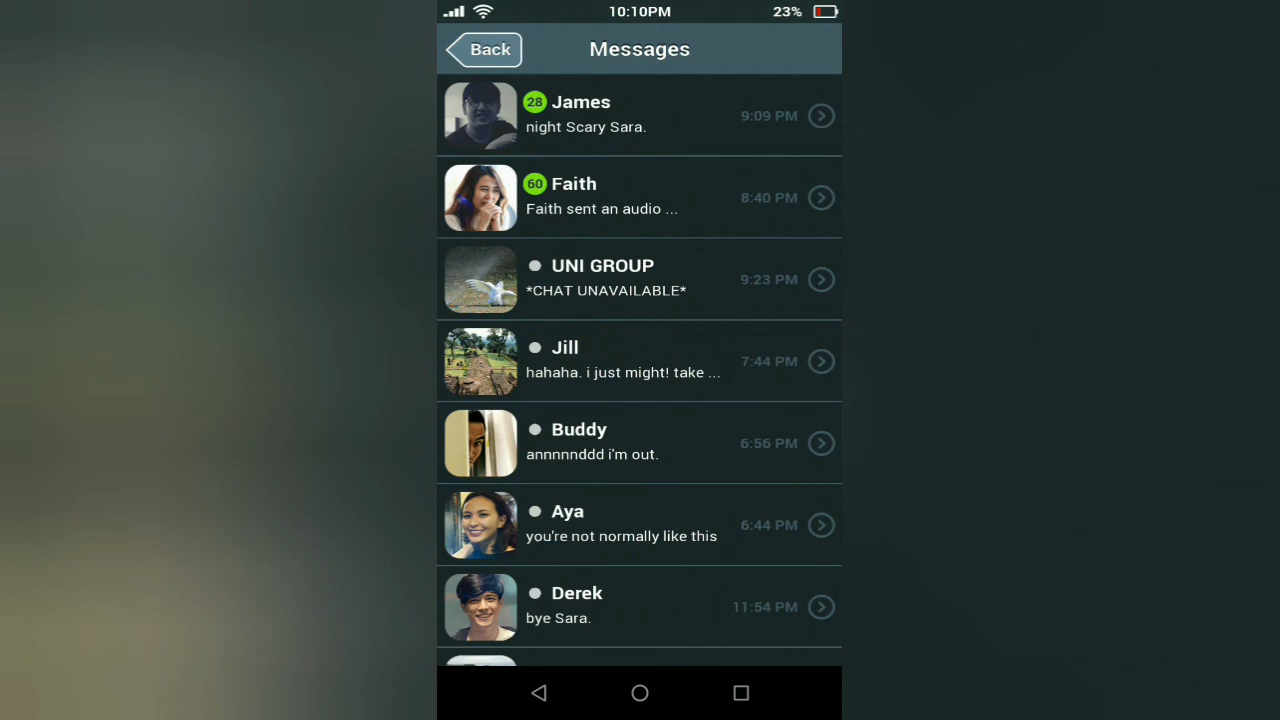 10:10PM
23%
Back
Messages
28 James
night Scary Sara.
9:09 PM
60 Faith
Faith sent an audio ...
8:40 PM
UNI GROUP
*CHAT UNAVAILABLE*
9:23 PM
Jill
hahaha. i just might! take ...
7:44 PM
Buddy
annnnnddd i'm out.
6:56 PM
Aya
you're not normally like this
6:44 PM
Derek
bye Sara.
11:54 PM